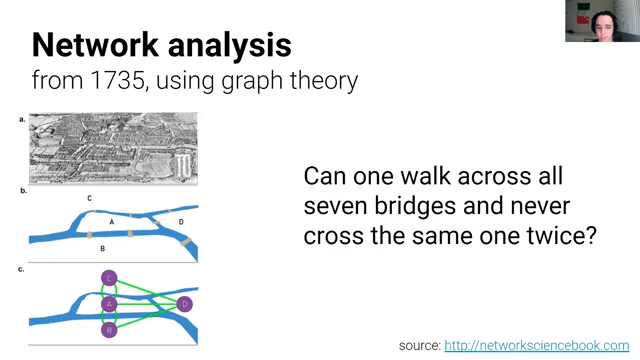 Network analysis
from 1735, using graph theory
a.
b.
C
A
D
B
c.
C
A
D
B
Can one walk across all
seven bridges and never
cross the same one twice?
source: http://networksciencebook.com